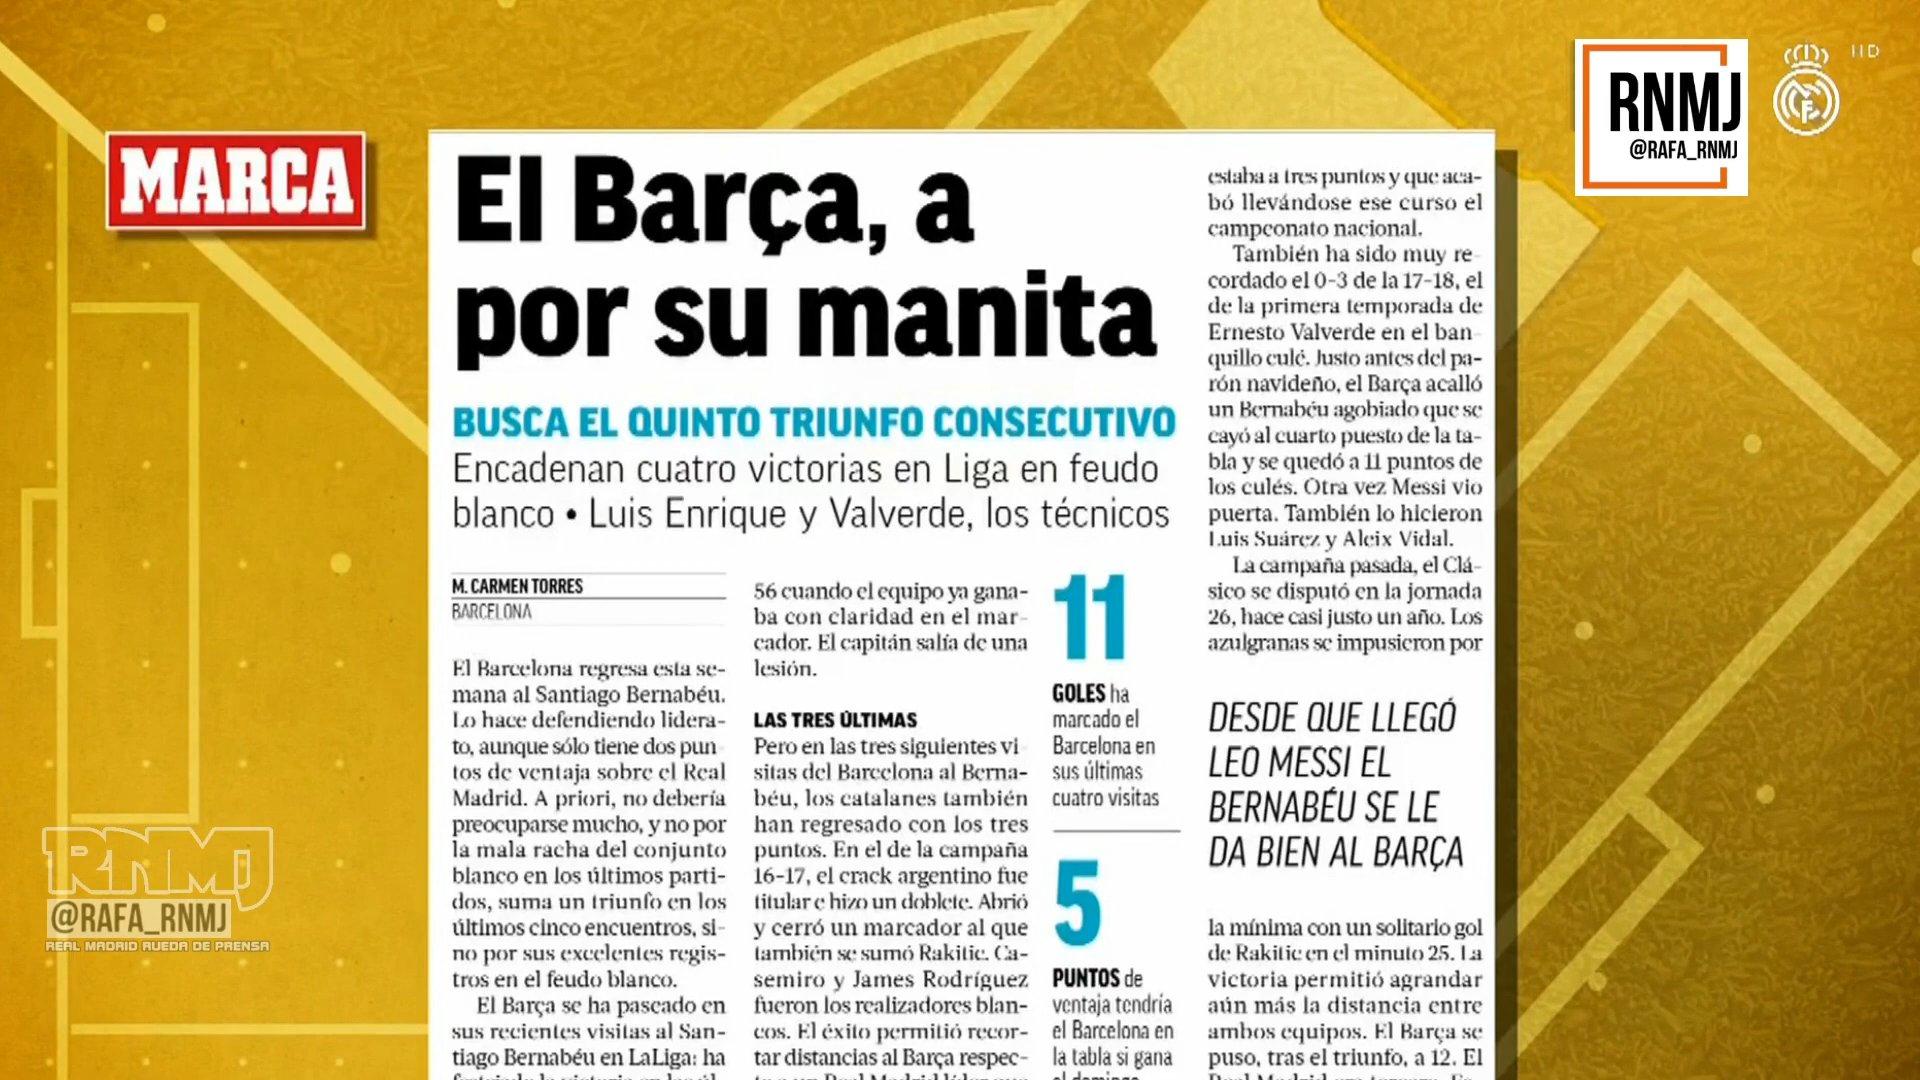 MARCA
RNMJ
@RAFA_RNMJ
HD
El Barça, a
por su manita
BUSCA EL QUINTO TRIUNFO CONSECUTIVO
Encadenan cuatro victorias en Liga en feudo
blanco • Luis Enrique y Valverde, los técnicos
M. CARMEN TORRES
BARCELONA
El Barcelona regresa esta se-
mana al Santiago Bernabéu.
Lo hace defendiendo lidera-
to, aunque sólo tiene dos pun-
tos de ventaja sobre el Real
Madrid. A priori, no debería
preocuparse mucho, y no por
la mala racha del conjunto
blanco en los últimos parti-
dos, suma un triunfo en los
últimos cinco encuentros, si-
no por sus excelentes regis-
tros en el feudo blanco.
El Barça se ha paseado en
sus recientes visitas al San-
tiago Bernabéu en LaLiga: ha
56 cuando el equipo ya gana-
ba con claridad en el mar-
cador. El capitán salía de una
lesión.
LAS TRES ÚLTIMAS
Pero en las tres siguientes vi-
sitas del Barcelona al Berna-
béu, los catalanes también
han regresado con los tres
puntos. En el de la campaña
16-17, el crack argentino fue
titular e hizo un doblete. Abrió
y cerró un marcador al que
también se sumó Rakitic. Ca-
semiro y James Rodríguez
fueron los realizadores blan-
cos. El éxito permitió recor-
tar distancias al Barça respec-
11
GOLES ha
marcado el
Barcelona en
sus últimas
cuatro visitas
5
PUNTOS de
ventaja tendría
el Barcelona en
la tabla si gana
el domingo
estaba a tres puntos y que aca-
bó llevándose ese curso el
campeonato nacional.
También ha sido muy re-
cordado el 0-3 de la 17-18, el
de la primera temporada de
Ernesto Valverde en el ban-
quillo culé. Justo antes del pa-
rón navideño, el Barça acalló
un Bernabéu agobiado que se
cayó al cuarto puesto de la ta-
bla y se quedó a 11 puntos de
los culés. Otra vez Messi vio
puerta. También lo hicieron
Luis Suárez y Aleix Vidal.
La campaña pasada, el Clá-
sico se disputó en la jornada
26, hace casi justo un año. Los
azulgranas se impusieron por
DESDE QUE LLEGÓ
LEO MESSI EL
BERNABÉU SE LE
DA BIEN AL BARÇA
la mínima con un solitario gol
de Rakitic en el minuto 25. La
victoria permitió agrandar
aún más la distancia entre
ambos equipos. El Barça se
puso, tras el triunfo, a 12. El
RNMJ
@RAFA_RNMJ
REAL MADRID RUEDA DE PRENSA